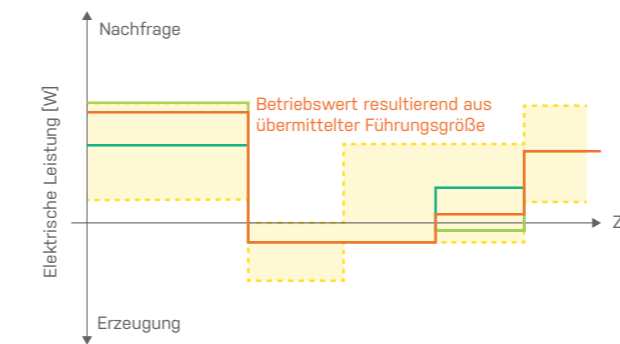 Nachfrage
Elektrische Leistung [W]
Betriebswert resultierend aus
übermittelter Führungsgröße
Z
Erzeugung